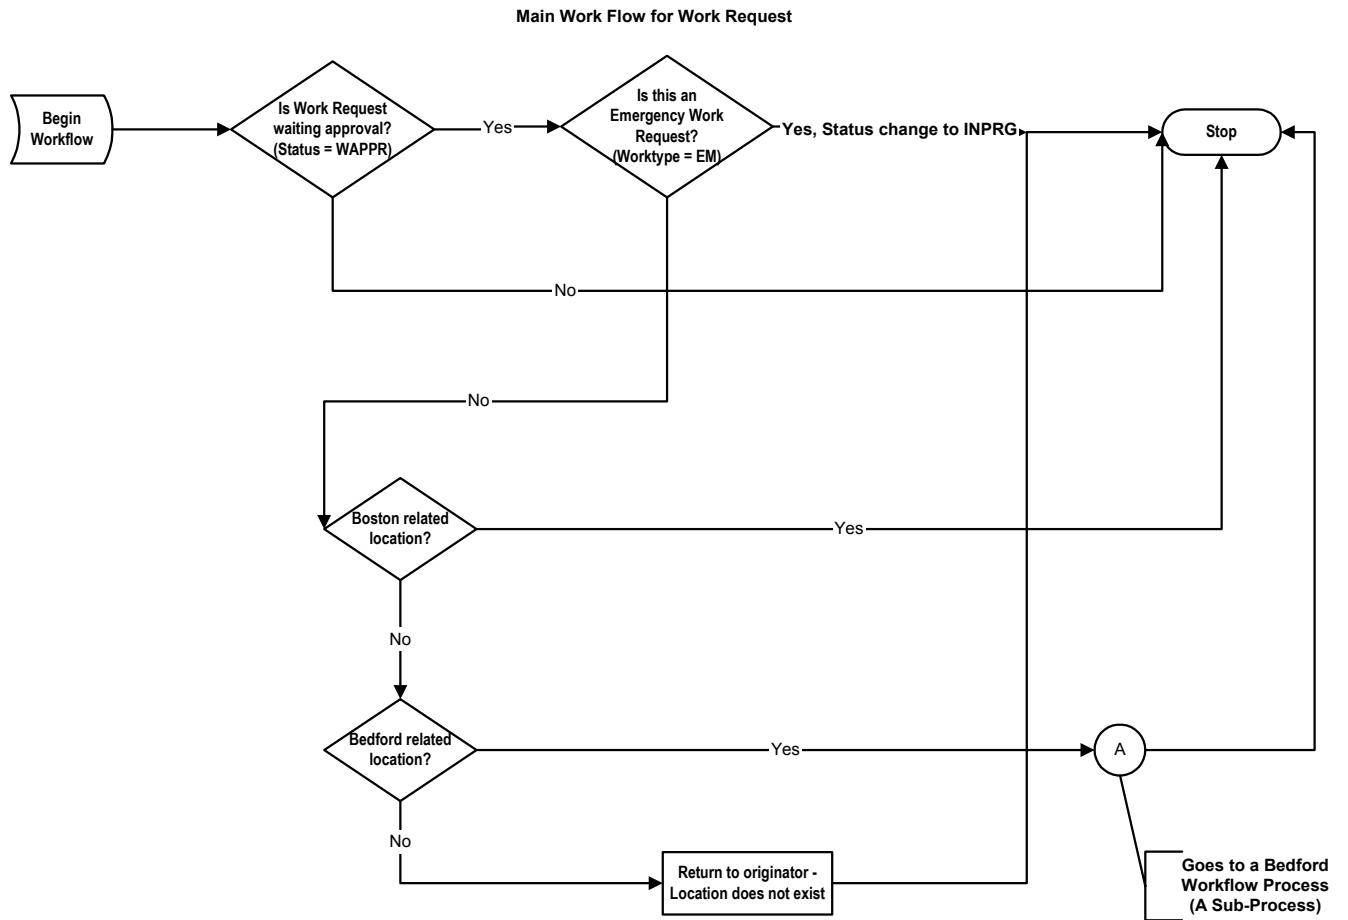 Main Work Flow for Work Request
Begin
Workflow
Is Work Request
waiting approval?
(Status = WAPPR)
Yes
Is this an
Emergency Work
Request?
(Worktype = EM)
Yes, Status change to INPRG
Stop
No
No
Boston related
location?
Yes
No
Bedford related
location?
Yes
A
No
Return to originator -
Location does not exist
Goes to a Bedford
Workflow Process
(A Sub-Process)